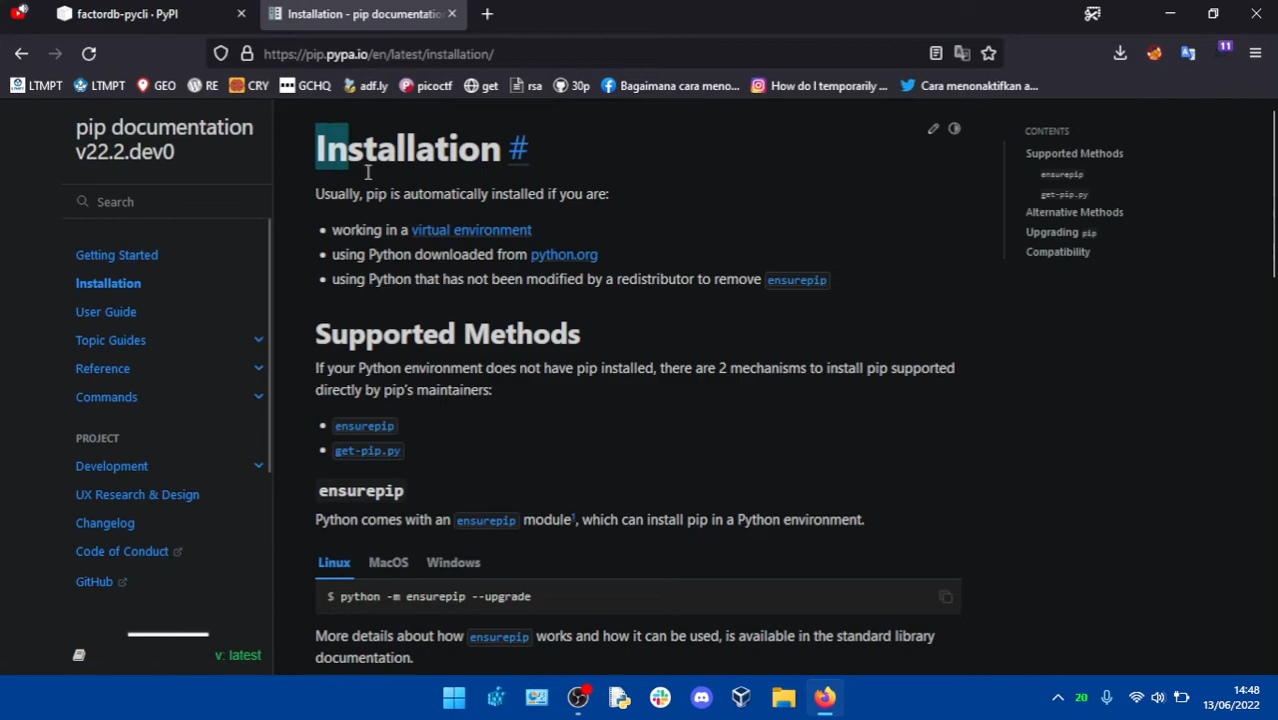 factordb-pycli · PyPI
Installation - pip documentation
https://pip.pypa.io/en/latest/installation/
11
LTMPT
LTMPT
GEO
RE
CRY
GCHQ
adf.ly
picoctf
get
rsa
30p
Bagaimana cara meno...
How do I temporarily ...
Cara menonaktifkan a...
pip documentation
v22.2.dev0
Search
Getting Started
Installation
User Guide
Topic Guides
Reference
Commands
PROJECT
Development
UX Research & Design
Changelog
Code of Conduct
GitHub
v: latest
Installation #
Usually, pip is automatically installed if you are:
• working in a virtual environment
• using Python downloaded from python.org
• using Python that has not been modified by a redistributor to remove ensurepip
Supported Methods
If your Python environment does not have pip installed, there are 2 mechanisms to install pip supported
directly by pip's maintainers:
• ensurepip
• get-pip.py
ensurepip
Python comes with an ensurepip module¹, which can install pip in a Python environment.
Linux MacOS Windows
$ python -m ensurepip --upgrade
More details about how ensurepip works and how it can be used, is available in the standard library
documentation.
CONTENTS
Supported Methods
ensurepip
get-pip.py
Alternative Methods
Upgrading pip
Compatibility
20
14:48
13/06/2022